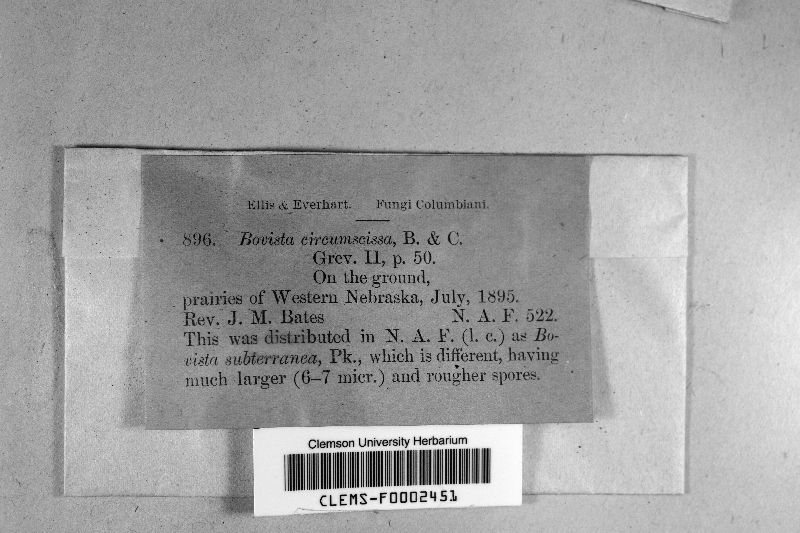 Ellis & Everhart. Fungi Columbiani.
896. Bovista circumscissa, B. & C.
Grev. II, p. 50.
On the ground,
prairies of Western Nebraska, July, 1895.
Rev. J. M. Bates N. A. F. 522.
This was distributed in N. A. F. (l. c.) as Bo-
vista subterranea, Pk., which is different, having
much larger (6–7 micr.) and rougher spores.
Clemson University Herbarium
CLEMS-F0002451